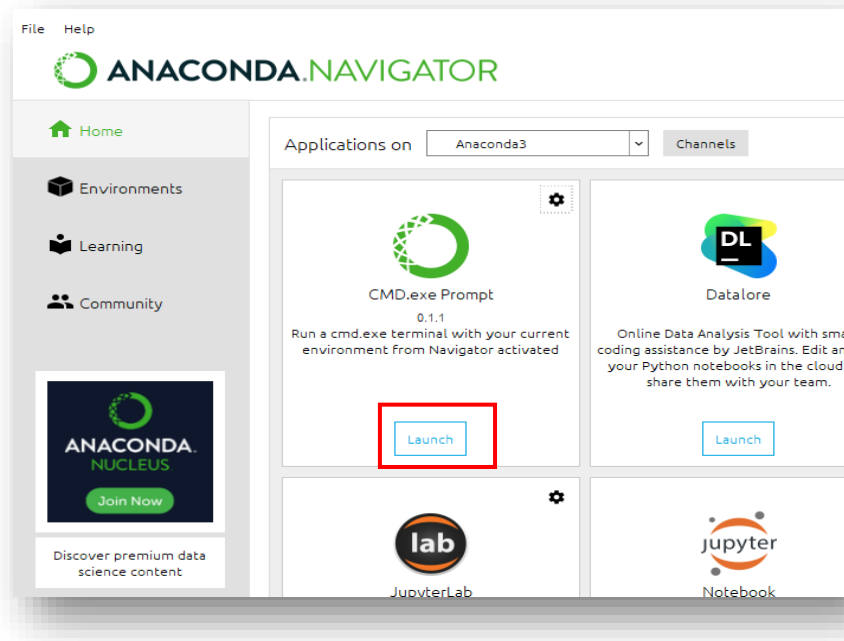 File Help
ANACONDA.NAVIGATOR
Home
Environments
Learning
Community
ANACONDA.
NUCLEUS
Join Now
Discover premium data
science content
Applications on Anaconda3 Channels
CMD.exe Prompt
0.1.1
Run a cmd.exe terminal with your current
environment from Navigator activated
Launch
DL
Datalore
Online Data Analysis Tool with
coding assistance by JetBrains. Edit
your Python notebooks in the cloud
share them with your team.
Launch
lab
JupyterLab
jupyter
Notebook